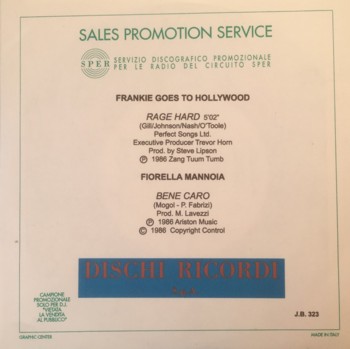 SALES PROMOTION SERVICE
SPER
SERVIZIO DISCOGRAFICO PROMOZIONALE
PER LE RADIO DEL CIRCUITO SPER
FRANKIE GOES TO HOLLYWOOD
RAGE HARD 5'02"
(Gill/Johnson/Nash/O'Toole)
Perfect Songs Ltd.
Executive Producer Trevor Horn
Prod. by Steve Lipson
℗ 1986 Zang Tuum Tumb
FIORELLA MANNOIA
BENE CARO
(Mogol - P. Fabrizi)
Prod. M. Lavezzi
℗ 1986 Ariston Music
© 1986 Copyright Control
DISCHI RICORDI
CAMPIONE
PROMOZIONALE
SOLO PER D.J.
"VIETATA
LA VENDITA
AL PUBBLICO"
J.B. 323
GRAPHIC CENTER
MADE IN ITALY